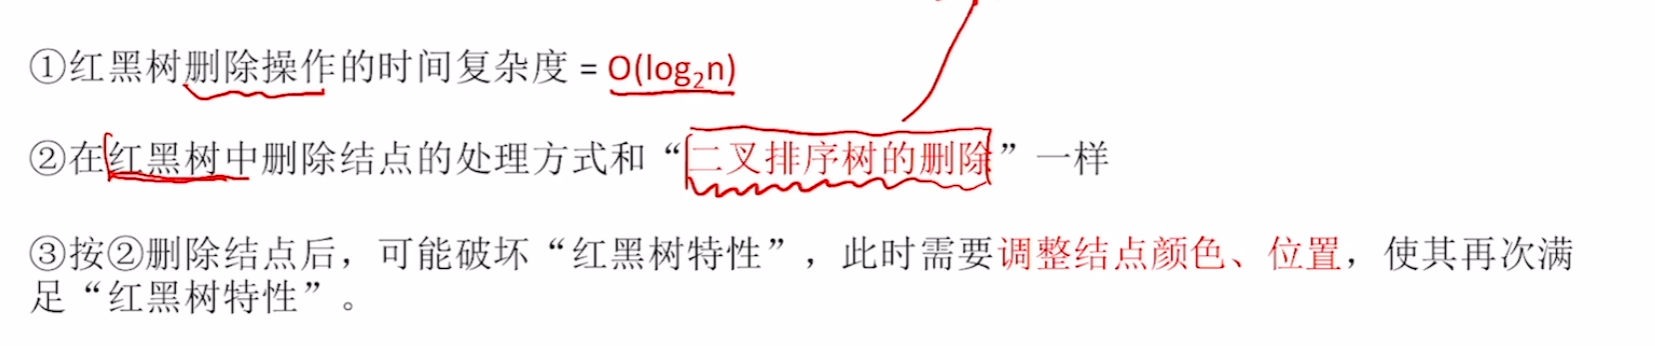 ①红黑树删除操作的时间复杂度 = O(log₂n)
②在红黑树中删除结点的处理方式和“二叉排序树的删除”一样
③按②删除结点后，可能破坏“红黑树特性”，此时需要调整结点颜色、位置，使其再次满
足“红黑树特性”。